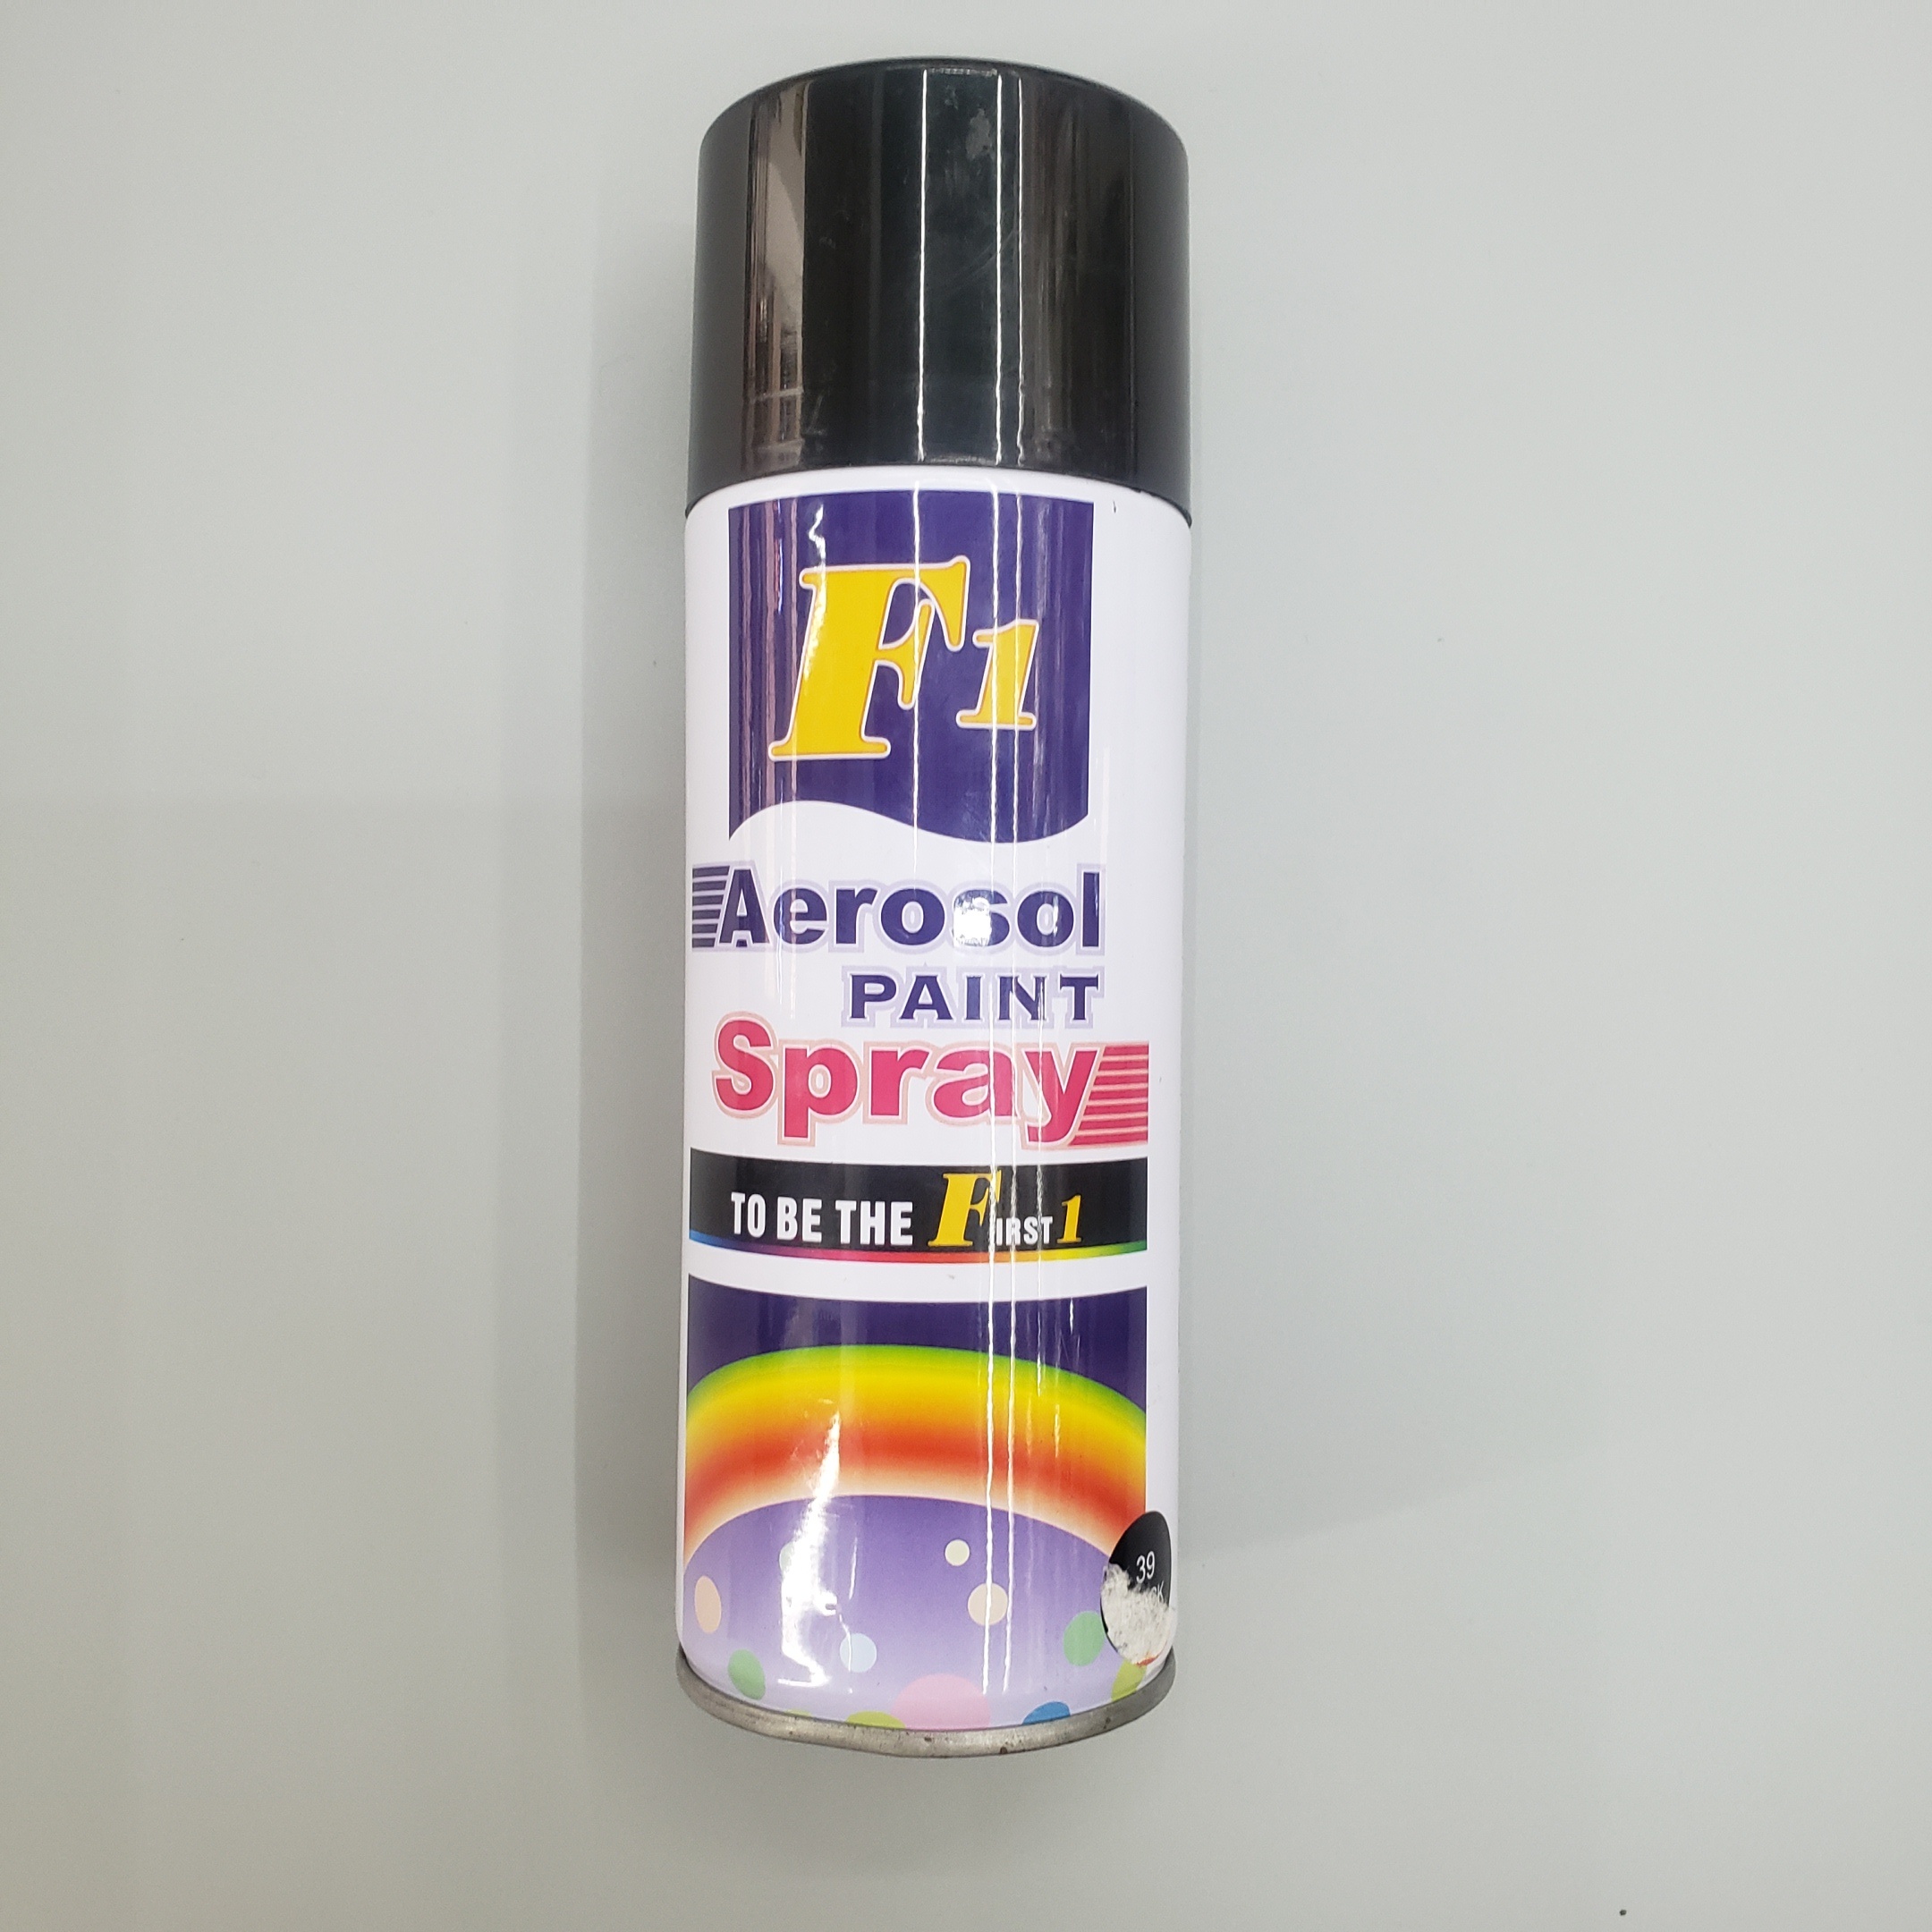 F1
Aerosol
PAINT
Spray
TO BE THE FIRST 1
39